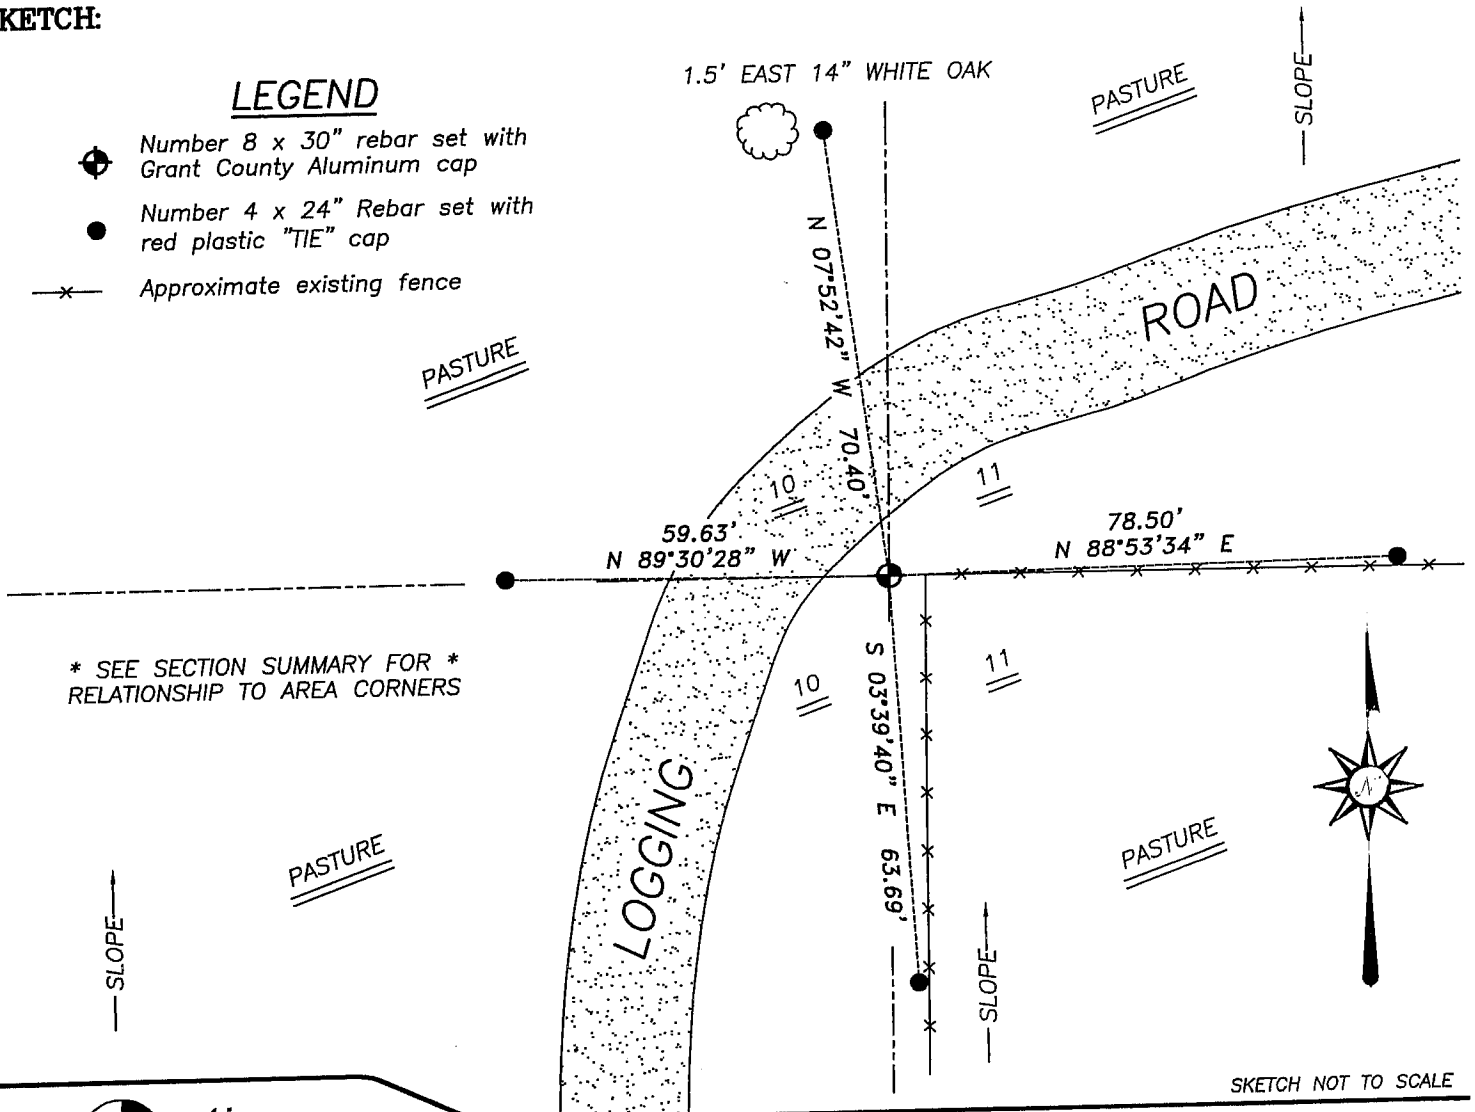 KETCH:
LEGEND
Number 8 x 30" rebar set with
Grant County Aluminum cap
Number 4 x 24" Rebar set with
red plastic "TIE" cap
Approximate existing fence
1.5' EAST 14" WHITE OAK
PASTURE
SLOPE
PASTURE
ROAD
N 07°52'42" W 70.40'
10
11
59.63'
N 89°30'28" W
78.50'
N 88°53'34" E
* SEE SECTION SUMMARY FOR *
RELATIONSHIP TO AREA CORNERS
10
11
S 03°39'40" E 63.69'
LOGGING
PASTURE
PASTURE
N
SLOPE
SLOPE
SKETCH NOT TO SCALE